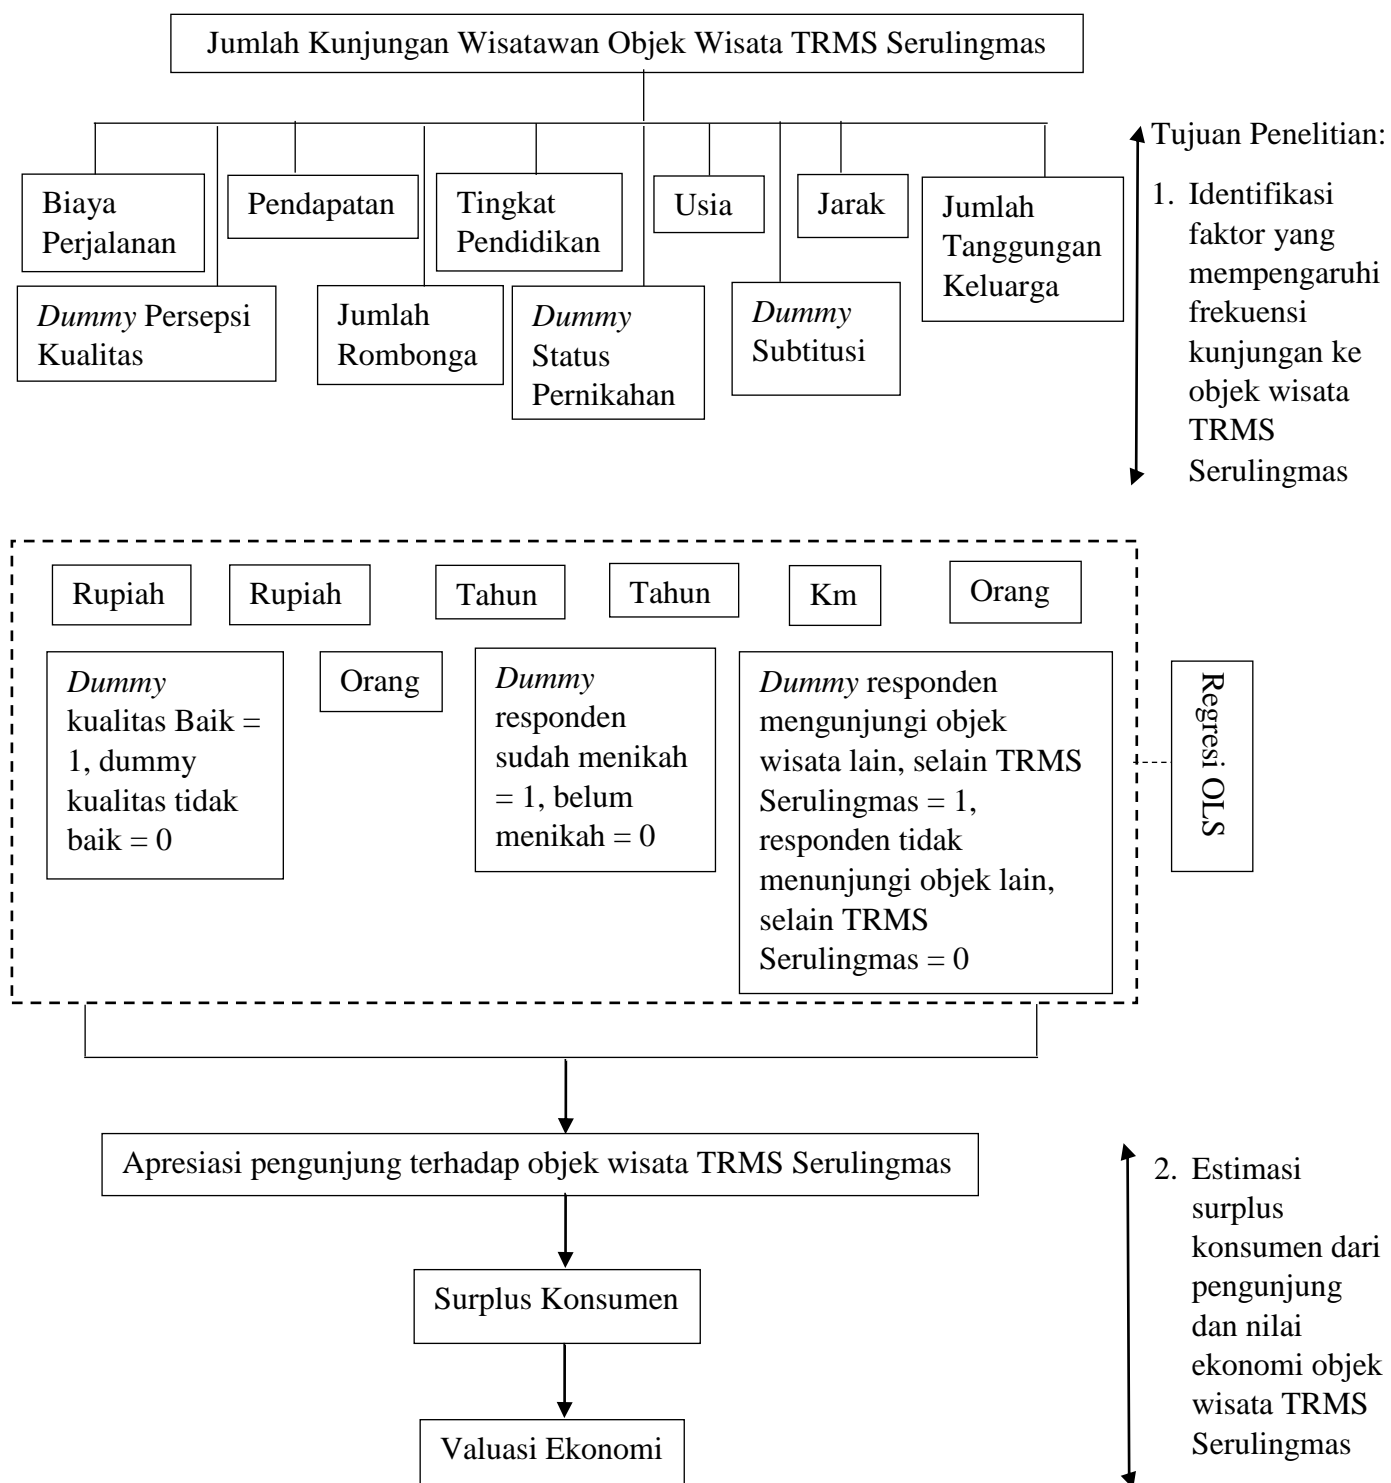 Jumlah Kunjungan Wisatawan Objek Wisata TRMS Serulingmas
Biaya
Perjalanan
Pendapatan
Tingkat
Pendidikan
Usia
Jarak
Jumlah
Tanggungan
Keluarga
Dummy Persepsi
Kualitas
Jumlah
Rombonga
Dummy
Status
Pernikahan
Dummy
Subtitusi
Tujuan Penelitian:
1. Identifikasi
faktor yang
mempengaruhi
frekuensi
kunjungan ke
objek wisata
TRMS
Serulingmas
Rupiah
Rupiah
Tahun
Tahun
Km
Orang
Dummy
kualitas Baik =
1, dummy
kualitas tidak
baik = 0
Orang
Dummy
responden
sudah menikah
= 1, belum
menikah = 0
Dummy responden
mengunjungi objek
wisata lain, selain TRMS
Serulingmas = 1,
responden tidak
menunjungi objek lain,
selain TRMS
Serulingmas = 0
Regresi OLS
Apresiasi pengunjung terhadap objek wisata TRMS Serulingmas
Surplus Konsumen
Valuasi Ekonomi
2. Estimasi
surplus
konsumen dari
pengunjung
dan nilai
ekonomi objek
wisata TRMS
Serulingmas